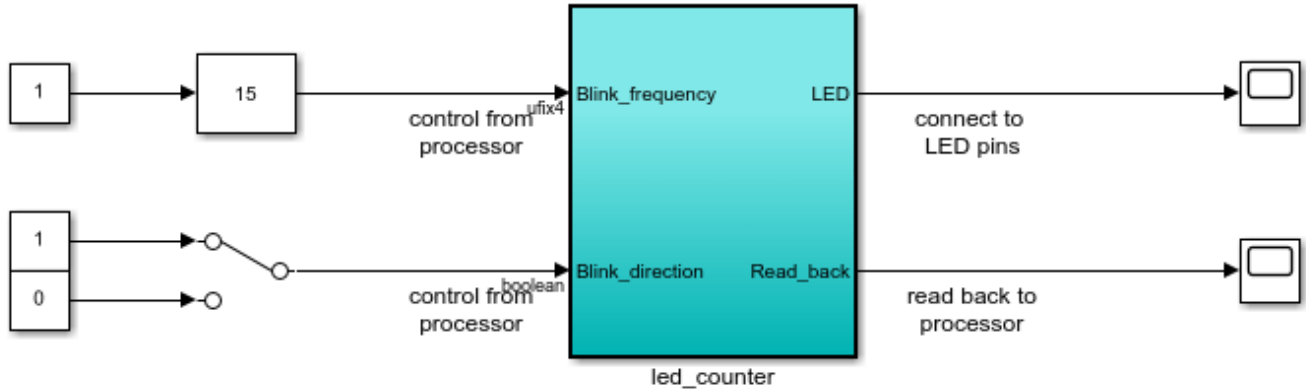 1
15
ufix4
control from
processor
Blink_frequency
LED
connect to
LED pins
1
0
boolean
control from
processor
Blink_direction
Read_back
read back to
processor
led_counter